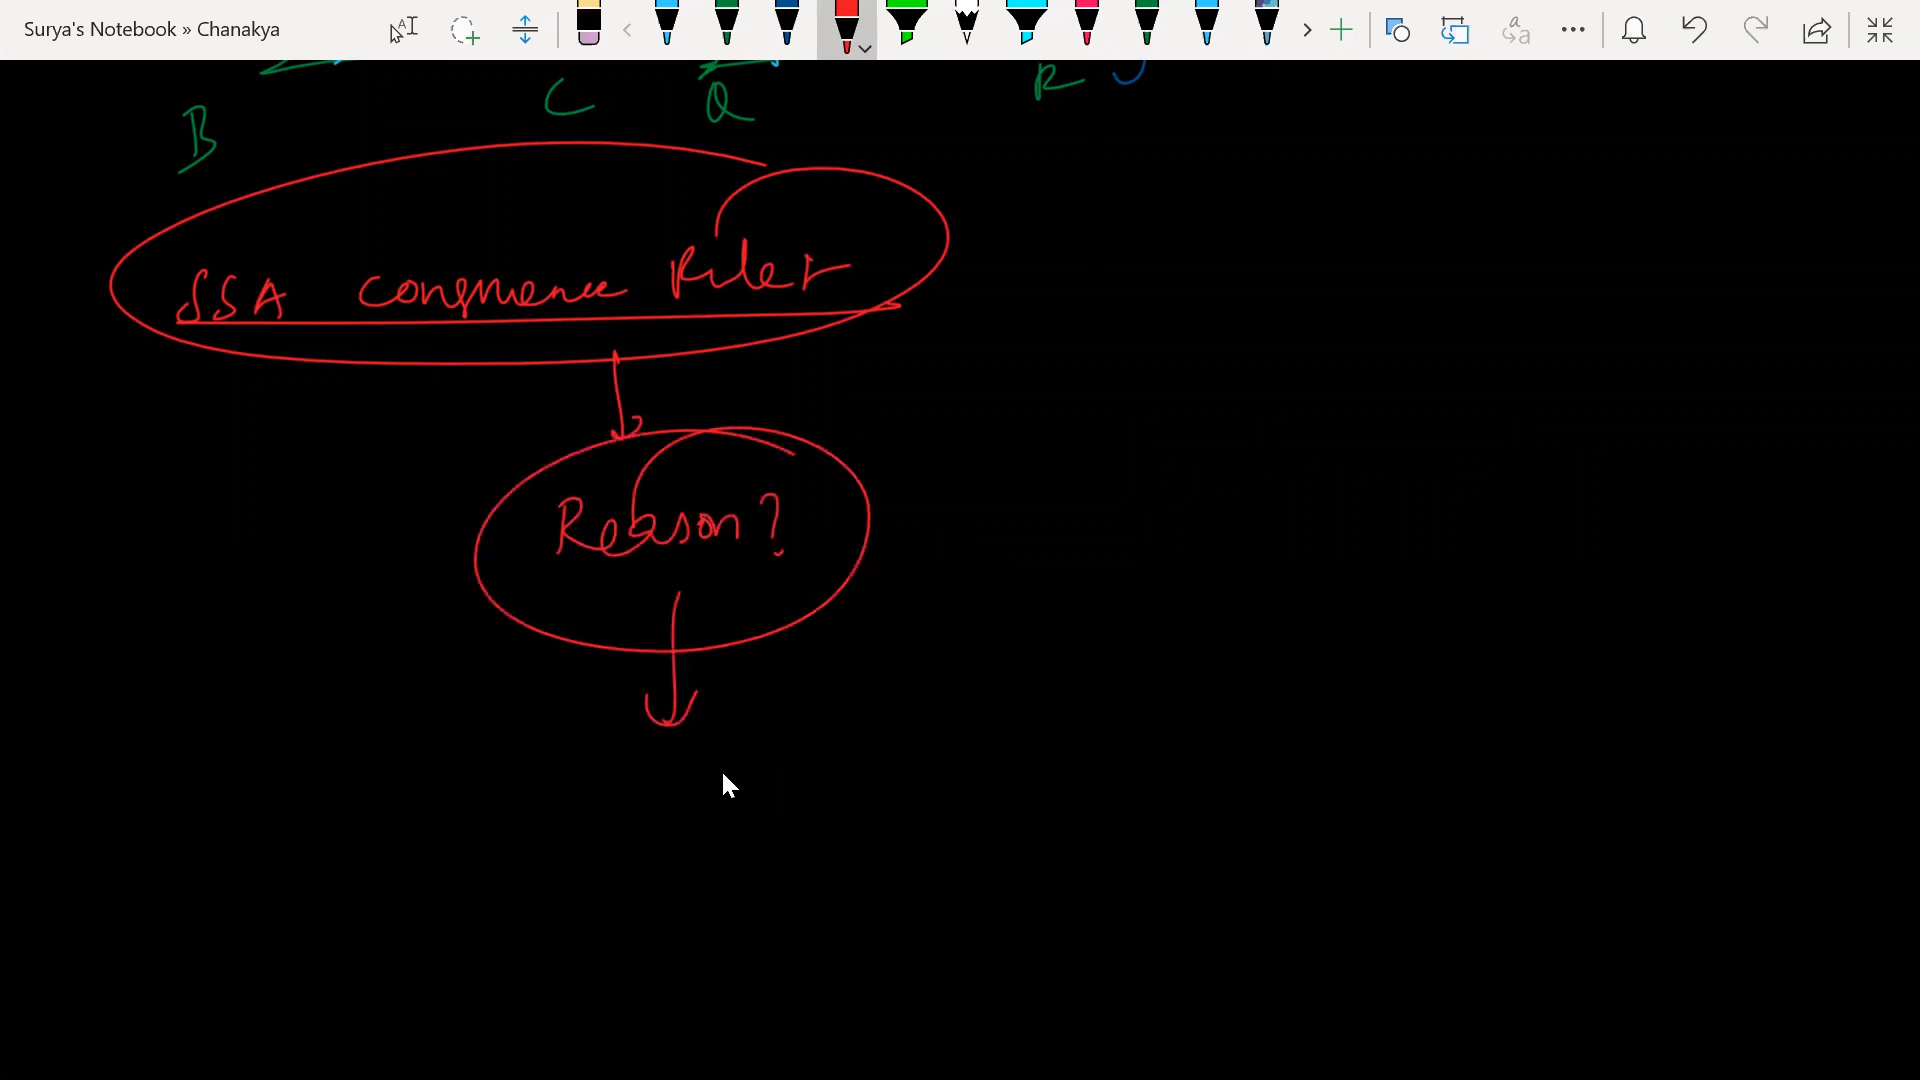 Surya's Notebook » Chanakya
C Q R
B
SSA Congruence Rule
Reason?